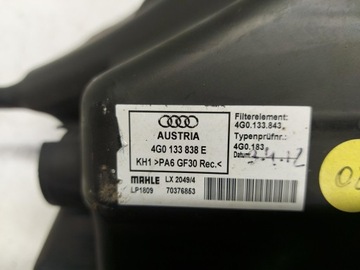 AUSTRIA
4G0 133 838 E
KH1 >PA6 GF30 Rec.<
MAHLE LX 2049/4
LP1809 70376853
Filterelement:
4G0.133.843
Typenprüfnr.:
4G0.183
Datum: